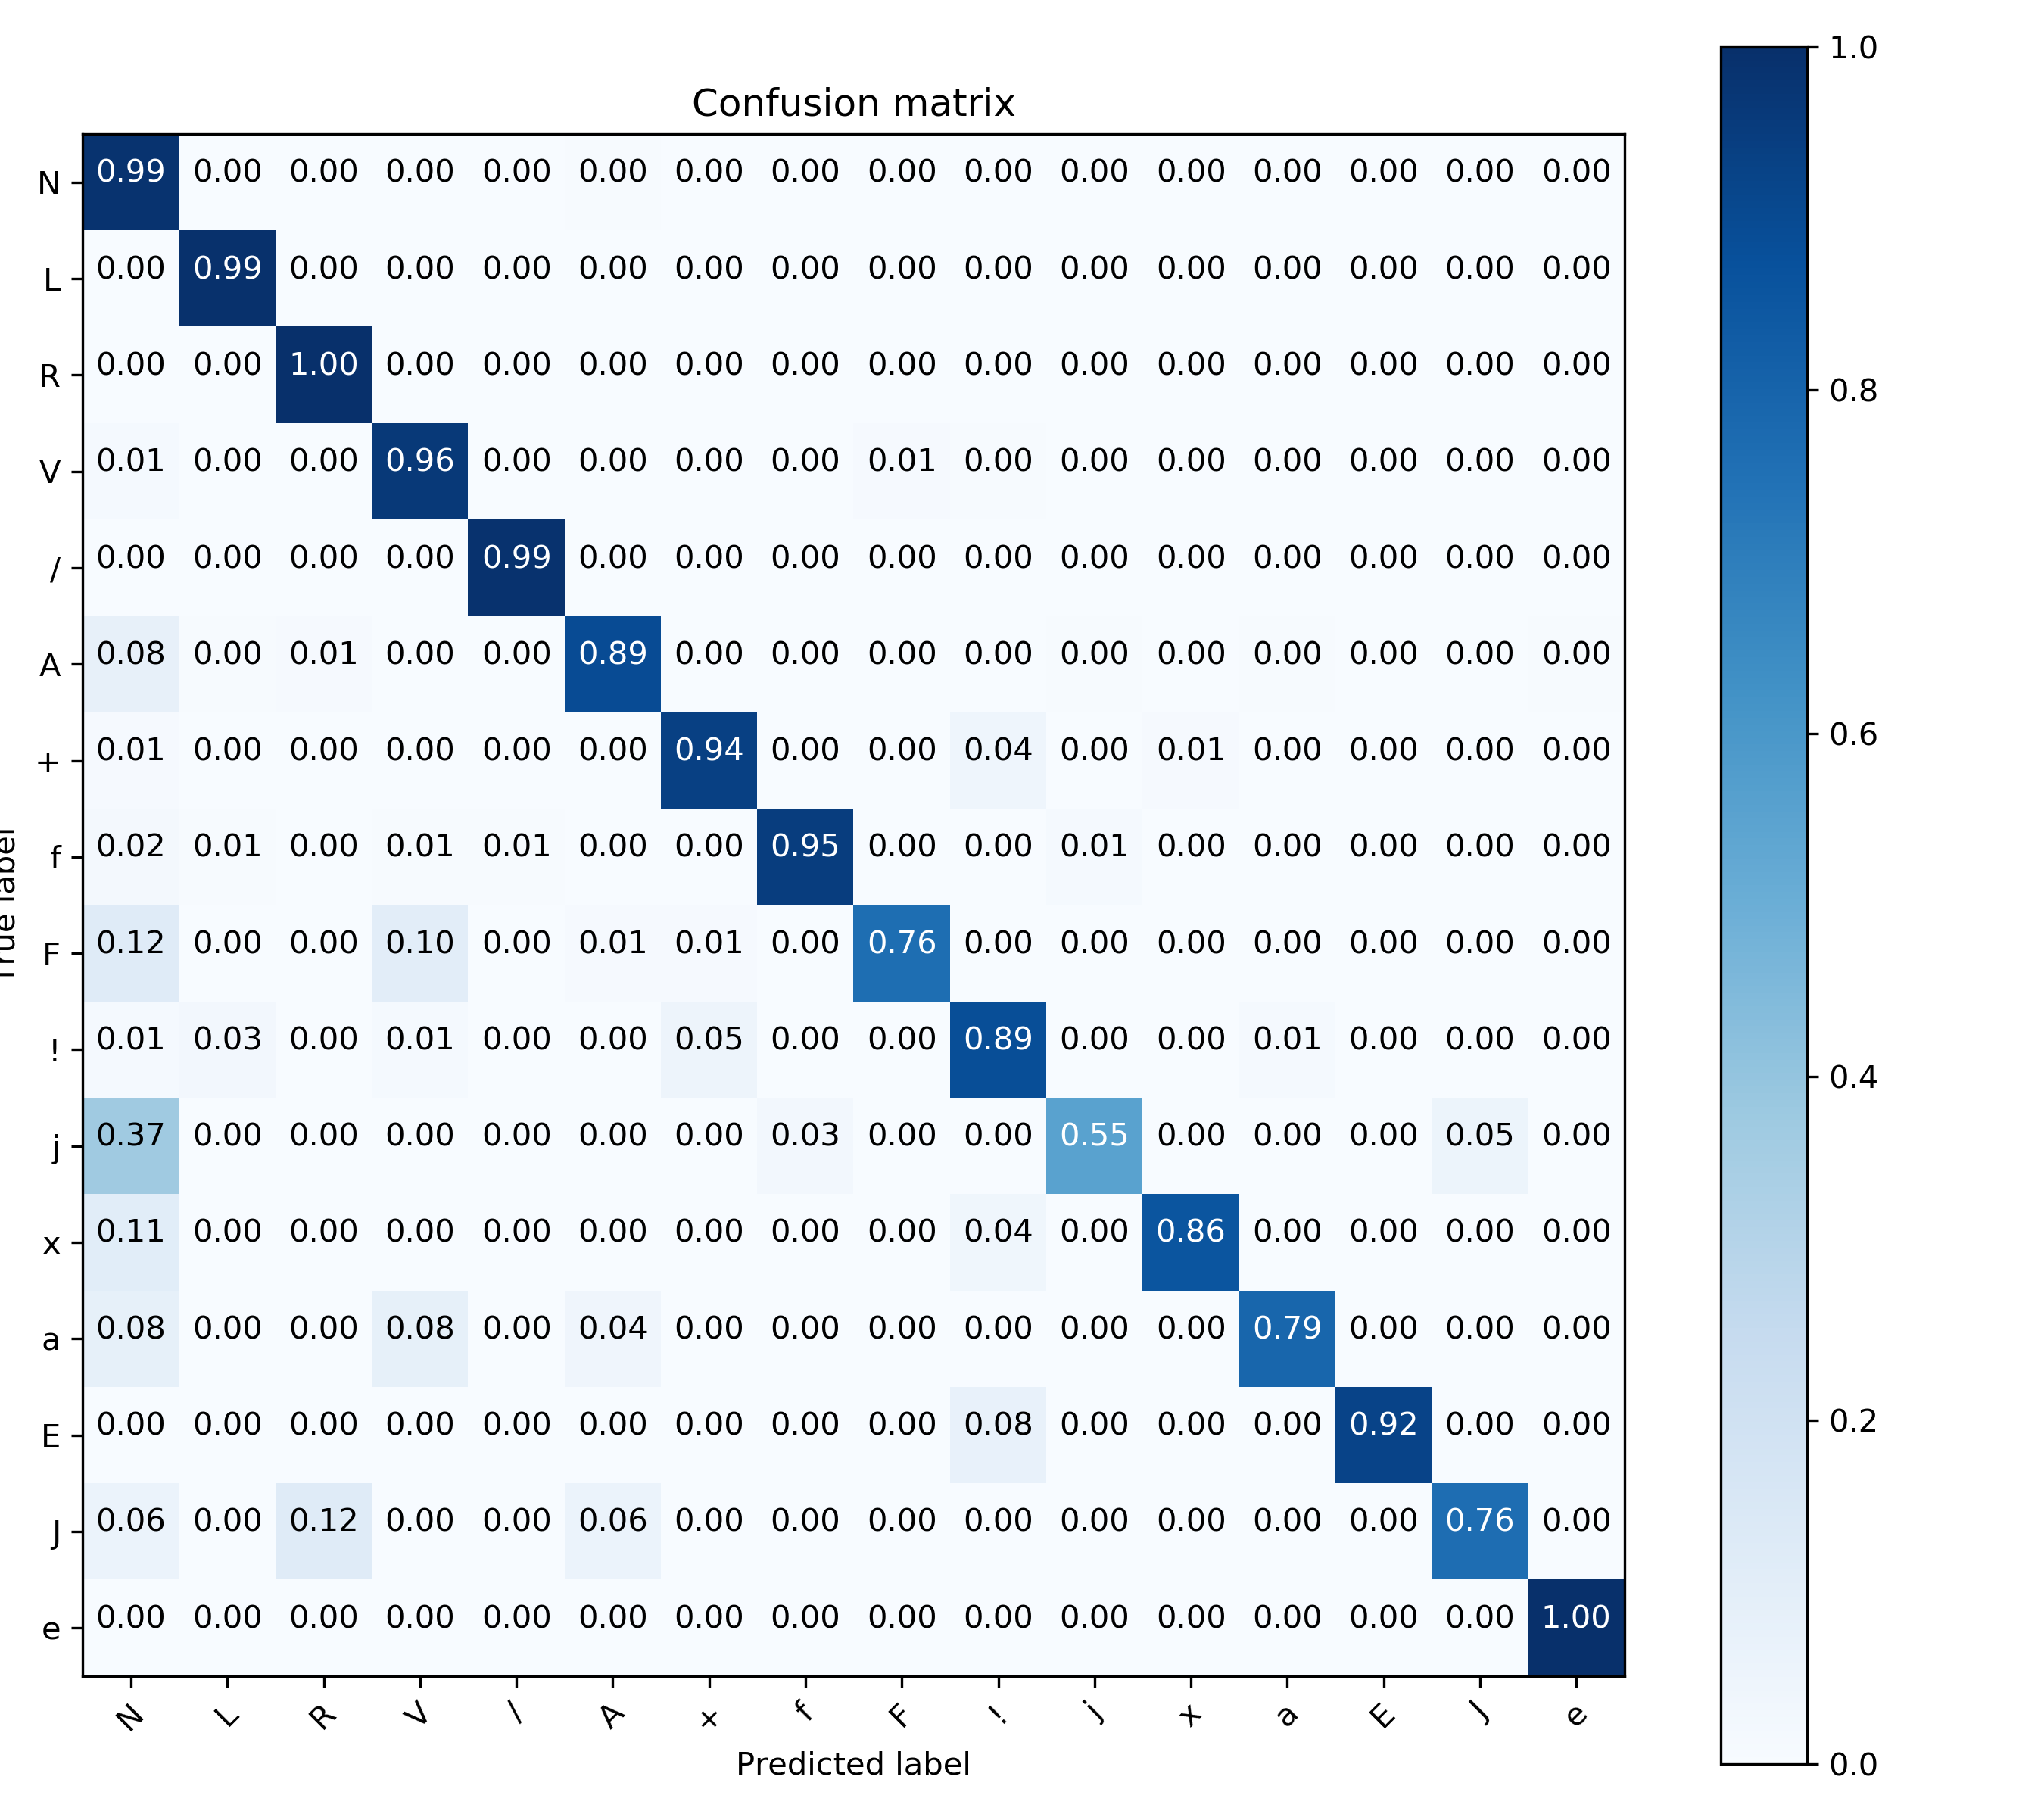 Confusion matrix
N 0.99 0.00 0.00 0.00 0.00 0.00 0.00 0.00 0.00 0.00 0.00 0.00 0.00 0.00 0.00 0.00
L 0.00 0.99 0.00 0.00 0.00 0.00 0.00 0.00 0.00 0.00 0.00 0.00 0.00 0.00 0.00 0.00
R 0.00 0.00 1.00 0.00 0.00 0.00 0.00 0.00 0.00 0.00 0.00 0.00 0.00 0.00 0.00 0.00
V 0.01 0.00 0.00 0.96 0.00 0.00 0.00 0.00 0.01 0.00 0.00 0.00 0.00 0.00 0.00 0.00
/ 0.00 0.00 0.00 0.00 0.99 0.00 0.00 0.00 0.00 0.00 0.00 0.00 0.00 0.00 0.00 0.00
A 0.08 0.00 0.01 0.00 0.00 0.89 0.00 0.00 0.00 0.00 0.00 0.00 0.00 0.00 0.00 0.00
+ 0.01 0.00 0.00 0.00 0.00 0.00 0.94 0.00 0.00 0.04 0.00 0.01 0.00 0.00 0.00 0.00
f 0.02 0.01 0.00 0.01 0.01 0.00 0.00 0.95 0.00 0.00 0.01 0.00 0.00 0.00 0.00 0.00
F 0.12 0.00 0.00 0.10 0.00 0.01 0.01 0.00 0.76 0.00 0.00 0.00 0.00 0.00 0.00 0.00
! 0.01 0.03 0.00 0.01 0.00 0.00 0.05 0.00 0.00 0.89 0.00 0.00 0.01 0.00 0.00 0.00
j 0.37 0.00 0.00 0.00 0.00 0.00 0.00 0.03 0.00 0.00 0.55 0.00 0.00 0.00 0.05 0.00
x 0.11 0.00 0.00 0.00 0.00 0.00 0.00 0.00 0.00 0.04 0.00 0.86 0.00 0.00 0.00 0.00
a 0.08 0.00 0.00 0.08 0.00 0.04 0.00 0.00 0.00 0.00 0.00 0.00 0.79 0.00 0.00 0.00
E 0.00 0.00 0.00 0.00 0.00 0.00 0.00 0.00 0.00 0.08 0.00 0.00 0.00 0.92 0.00 0.00
J 0.06 0.00 0.12 0.00 0.00 0.06 0.00 0.00 0.00 0.00 0.00 0.00 0.00 0.00 0.76 0.00
e 0.00 0.00 0.00 0.00 0.00 0.00 0.00 0.00 0.00 0.00 0.00 0.00 0.00 0.00 0.00 1.00
N L R V / A + f F ! j x a E J e
Predicted label
True label
1.0
0.8
0.6
0.4
0.2
0.0